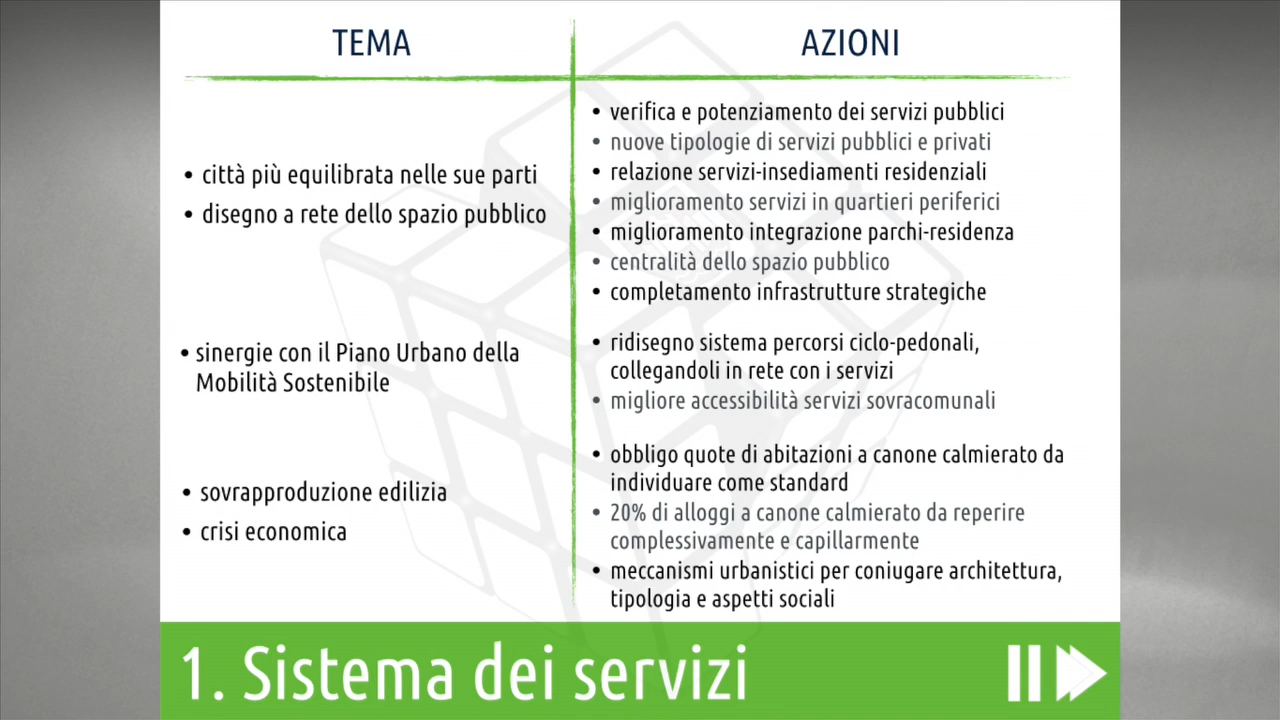 TEMA
AZIONI
• città più equilibrata nelle sue parti
• disegno a rete dello spazio pubblico
• verifica e potenziamento dei servizi pubblici
• nuove tipologie di servizi pubblici e privati
• relazione servizi-insediamenti residenziali
• miglioramento servizi in quartieri periferici
• miglioramento integrazione parchi-residenza
• centralità dello spazio pubblico
• completamento infrastrutture strategiche
• sinergie con il Piano Urbano della
Mobilità Sostenibile
• ridisegno sistema percorsi ciclo-pedonali,
collegandoli in rete con i servizi
• migliore accessibilità servizi sovracomunali
• sovrapproduzione edilizia
• crisi economica
• obbligo quote di abitazioni a canone calmierato da
individuare come standard
• 20% di alloggi a canone calmierato da reperire
complessivamente e capillarmente
• meccanismi urbanistici per coniugare architettura,
tipologia e aspetti sociali
1. Sistema dei servizi